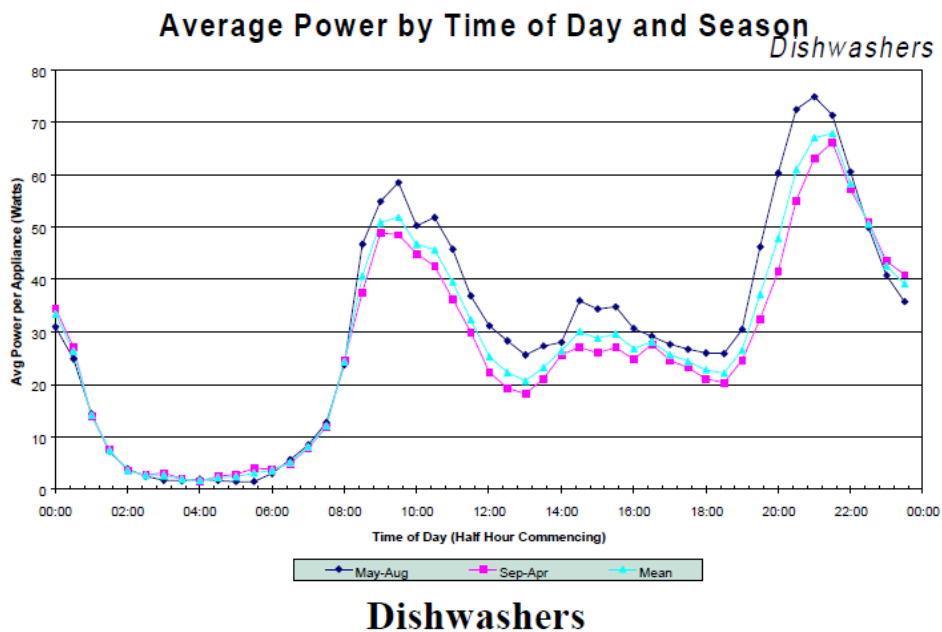 Average Power by Time of Day and Season
Dishwashers
Avg Power per Appliance (Watts)
80
70
60
50
40
30
20
10
0
00:00 02:00 04:00 06:00 08:00 10:00 12:00 14:00 16:00 18:00 20:00 22:00 00:00
Time of Day (Half Hour Commencing)
May-Aug Sep-Apr Mean
Dishwashers